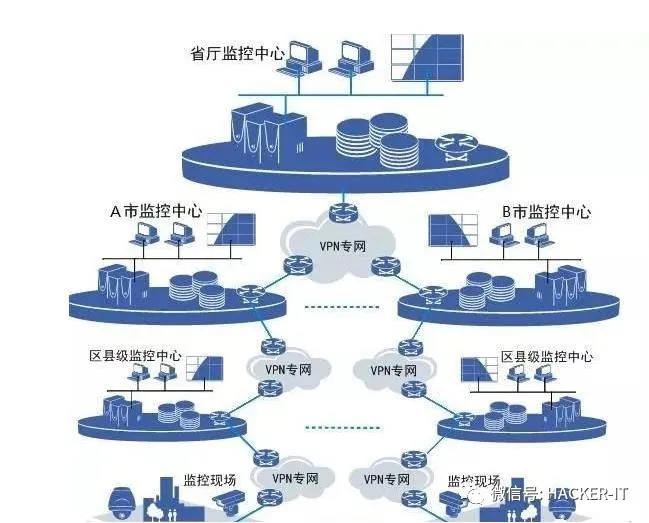 省厅监控中心
A市监控中心
B市监控中心
VPN专网
区县级监控中心
区县级监控中心
VPN专网
VPN专网
监控现场
VPN专网
VPN专网
监控现场
微信号: HACKER-IT